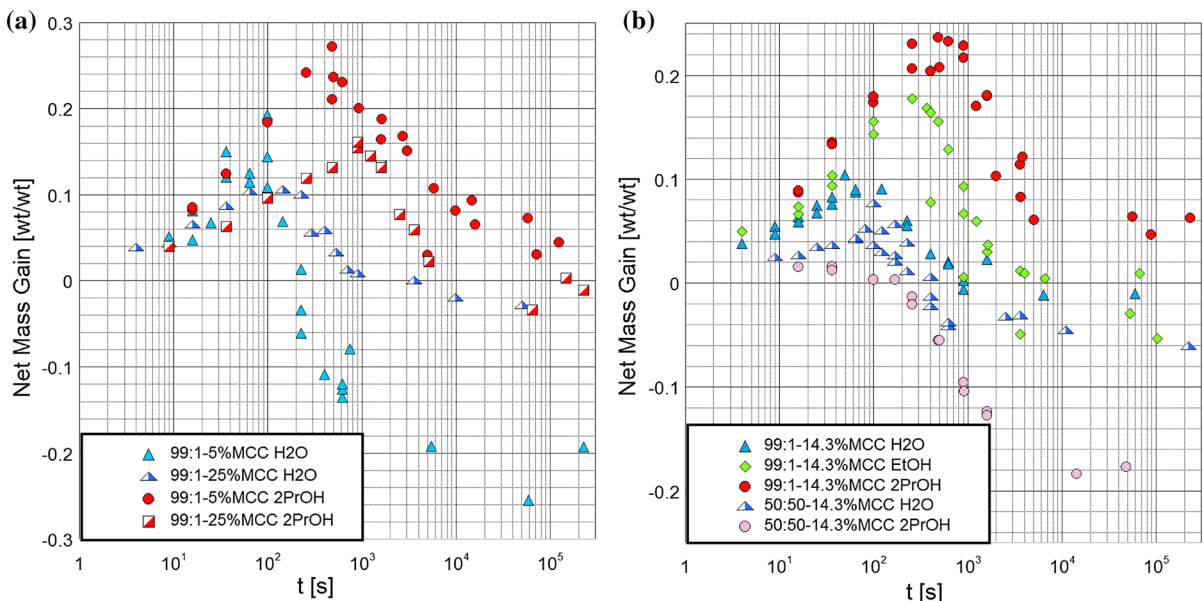 (a)
Net Mass Gain [wt/wt]
0.3
0.2
0.1
0
-0.1
-0.2
-0.3
99:1-5%MCC H2O
99:1-25%MCC H2O
99:1-5%MCC 2PrOH
99:1-25%MCC 2PrOH
1 10¹ 10² 10³ 10⁴ 10⁵
t [s]
(b)
Net Mass Gain [wt/wt]
0.2
0.1
0
-0.1
-0.2
99:1-14.3%MCC H2O
99:1-14.3%MCC EtOH
99:1-14.3%MCC 2PrOH
50:50-14.3%MCC H2O
50:50-14.3%MCC 2PrOH
1 10¹ 10² 10³ 10⁴ 10⁵
t [s]